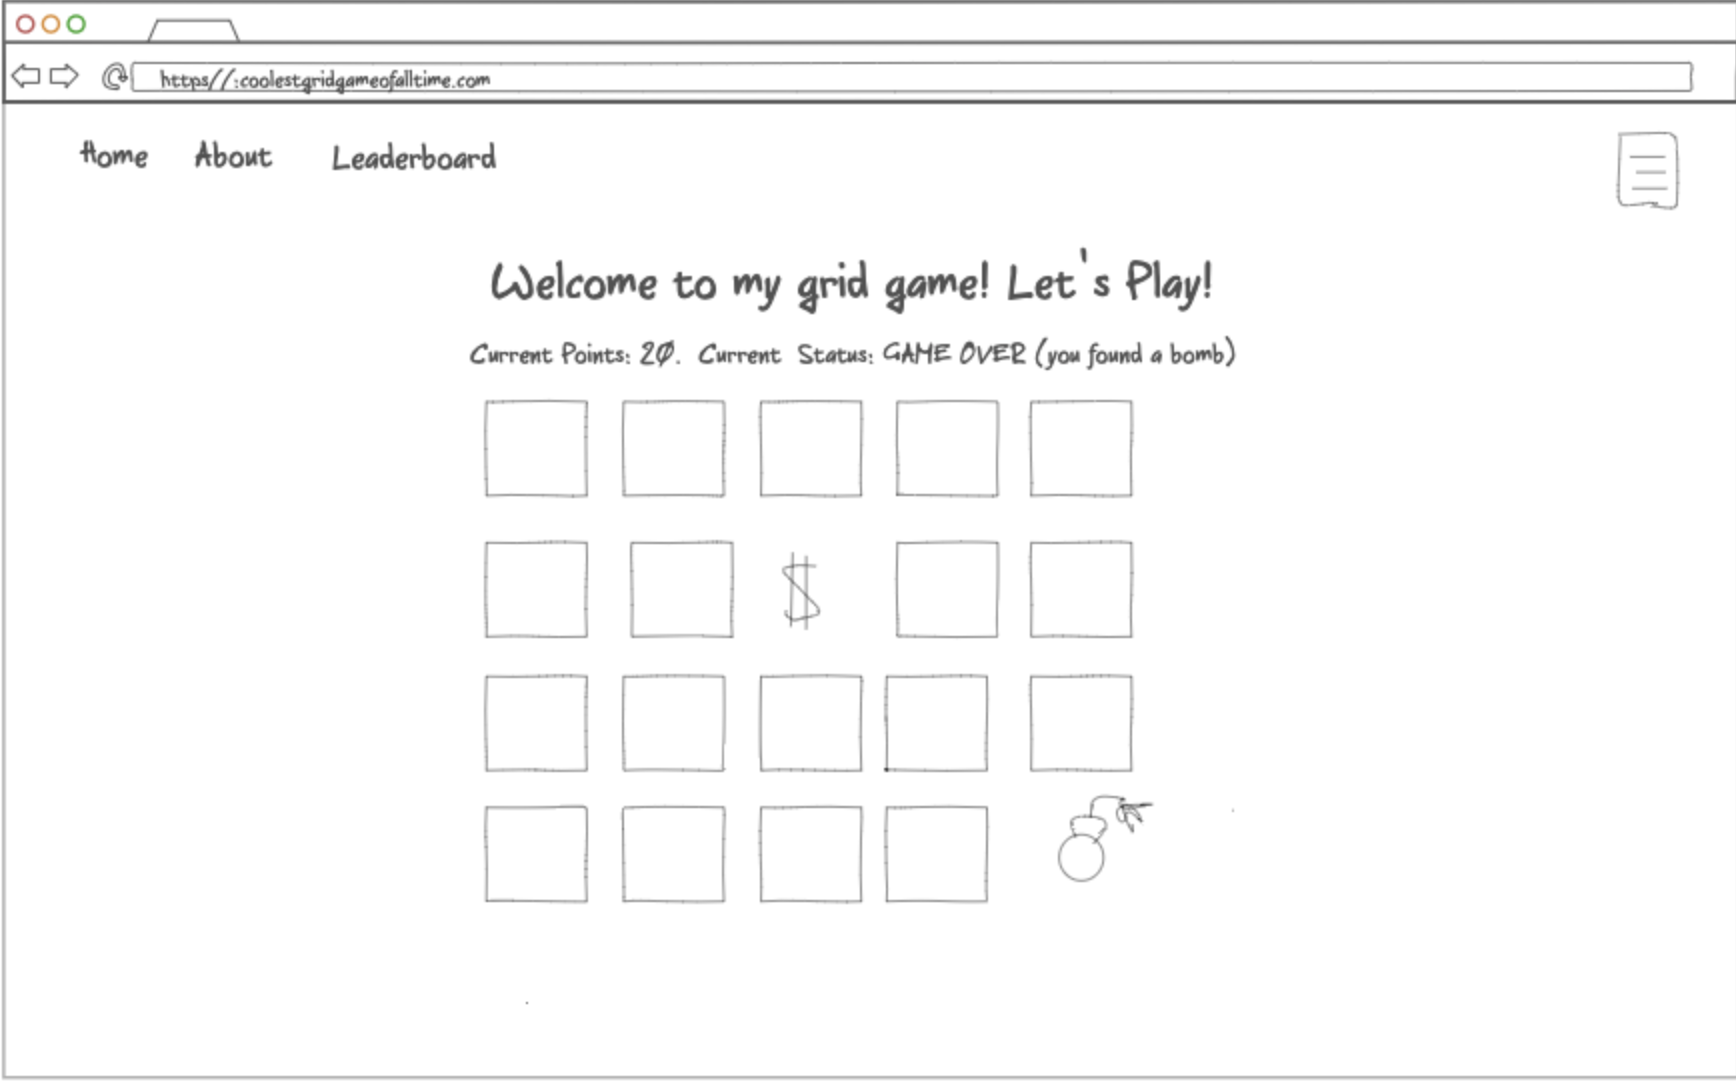 https//:coolestgridgameofalltime.com
Home About Leaderboard
Welcome to my grid game! Let's Play!
Current Points: 20. Current Status: GAME OVER (you found a bomb)
$